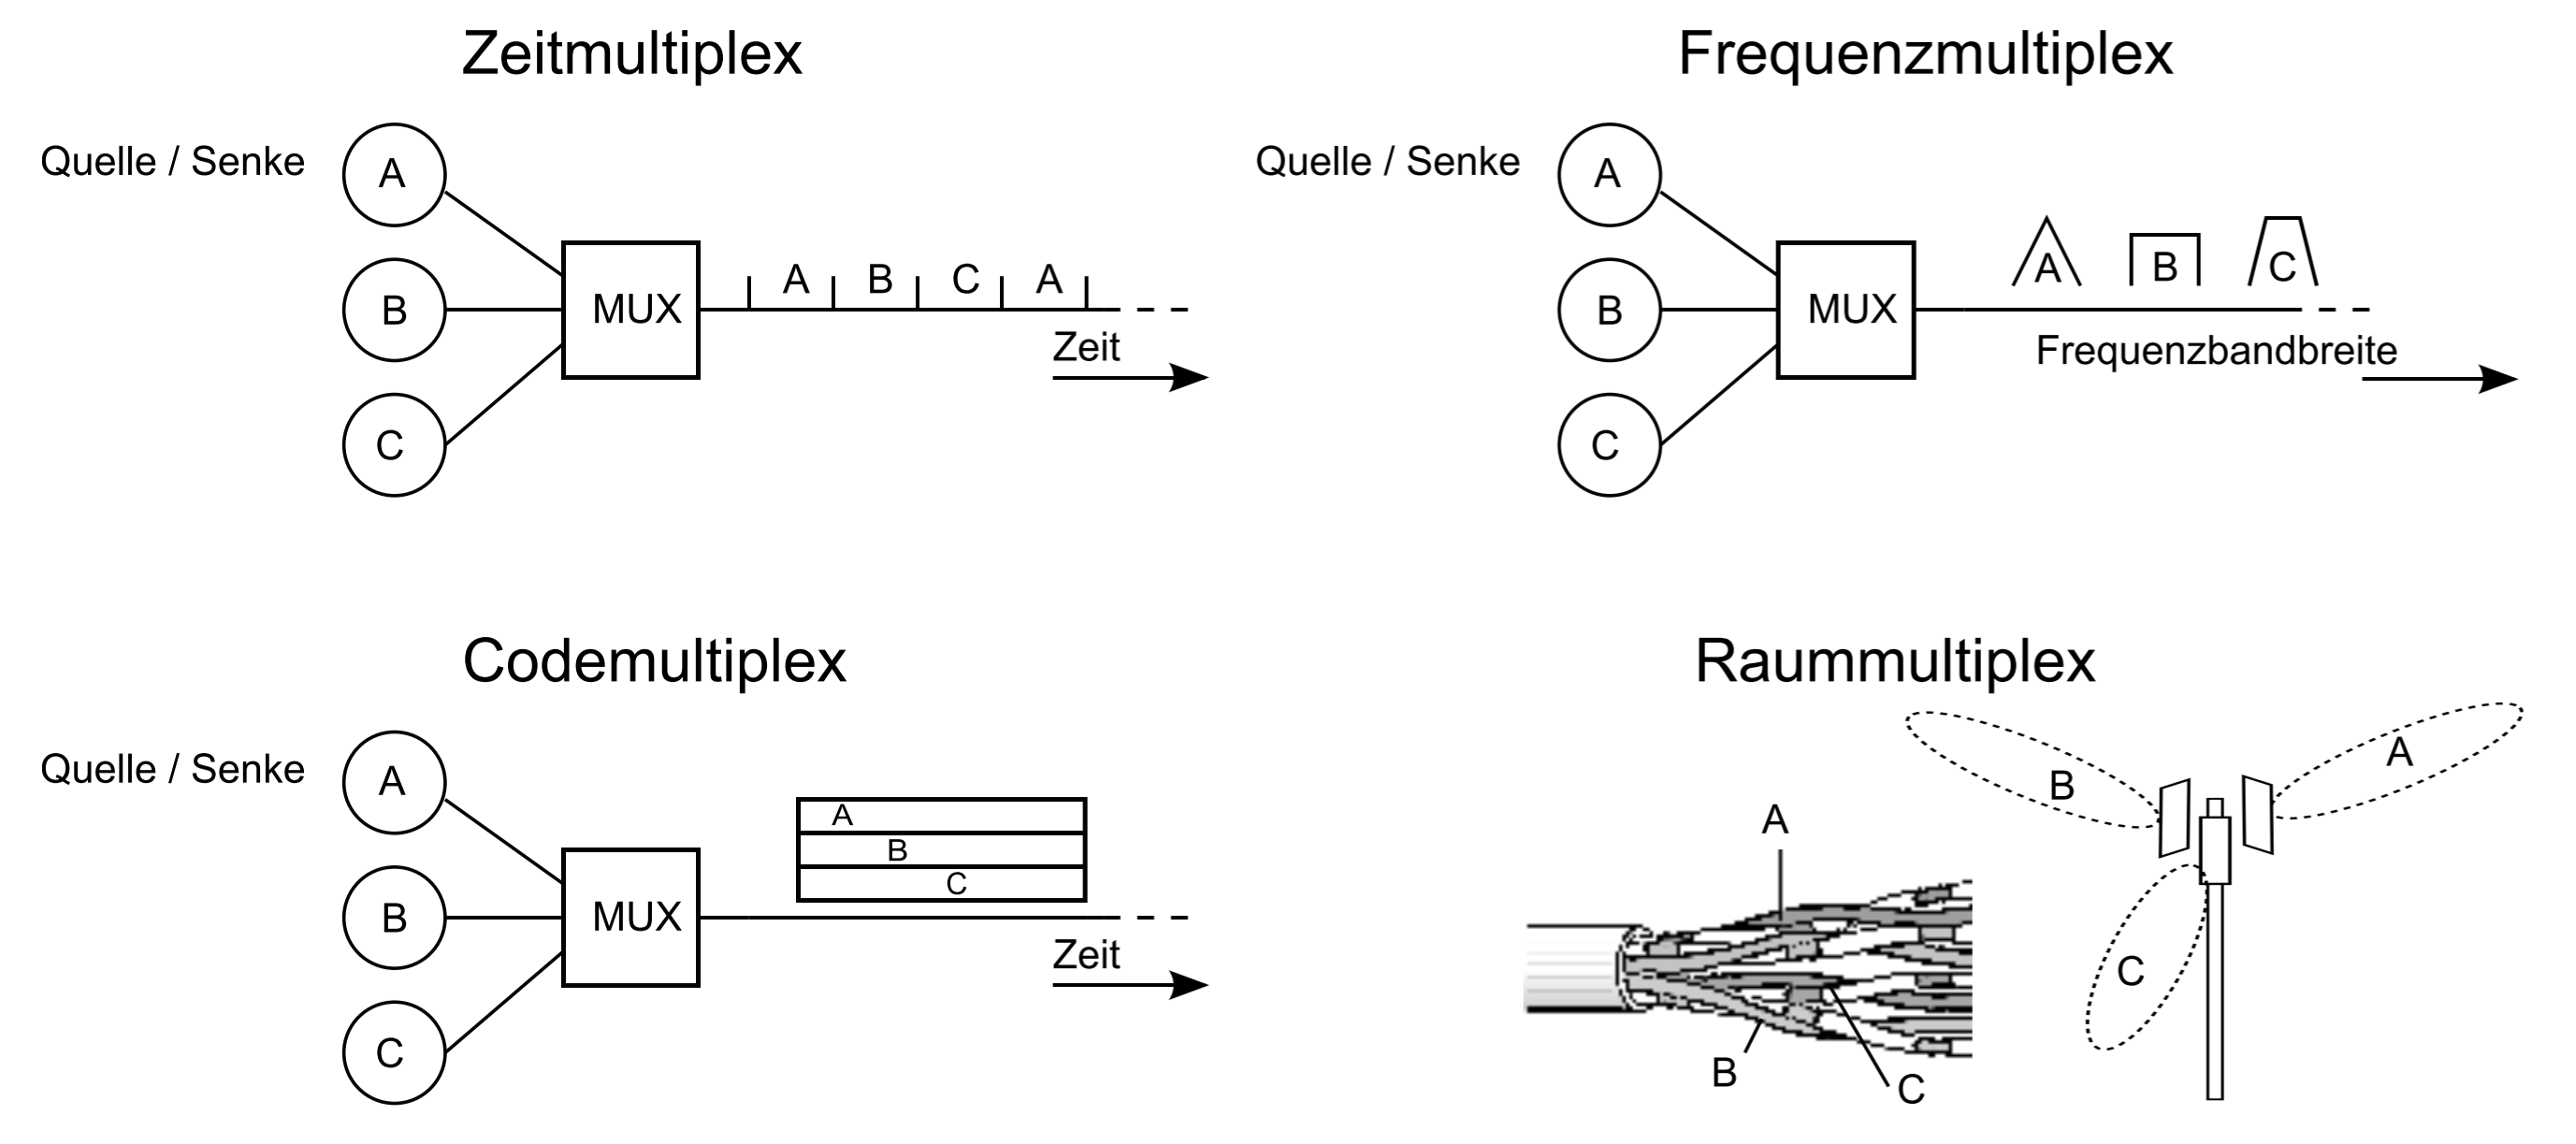 Zeitmultiplex
Quelle / Senke
A
B
C
MUX
A B C A
Zeit
Frequenzmultiplex
Quelle / Senke
A
B
C
MUX
A B C
Frequenzbandbreite
Codemultiplex
Quelle / Senke
A
B
C
MUX
A
B
C
Zeit
Raummultiplex
A
B
C
B
A
C